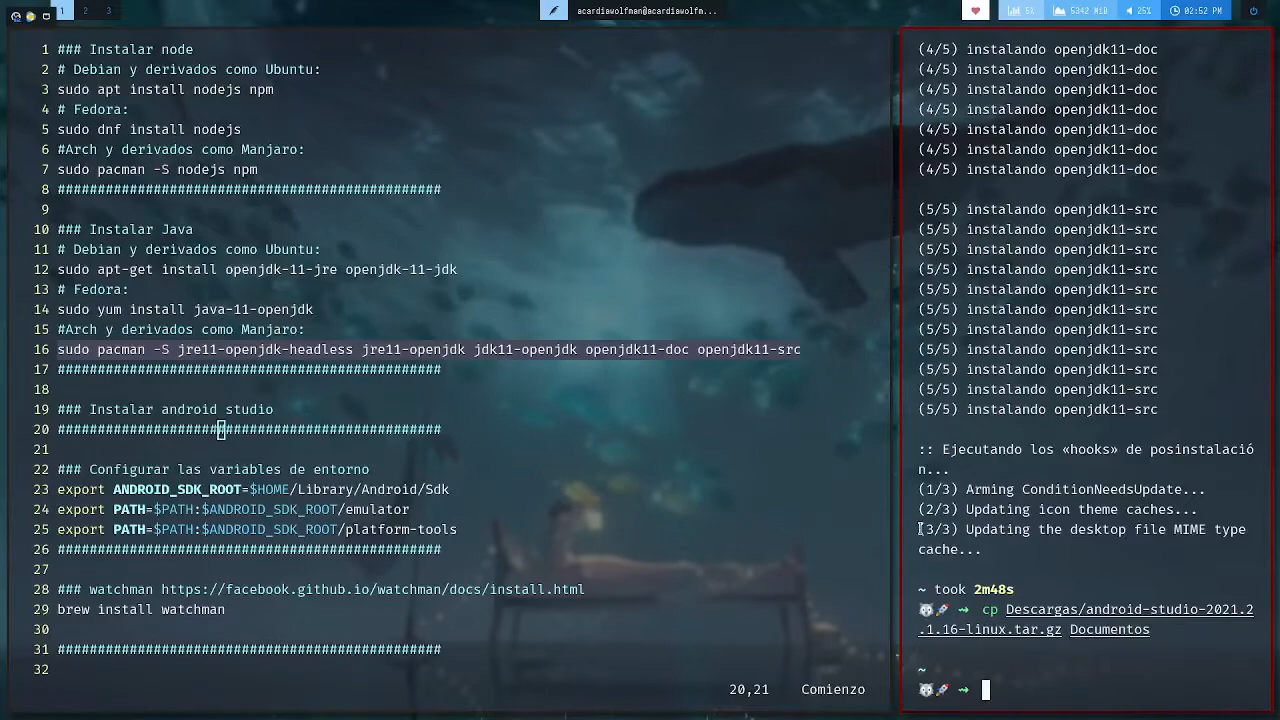 1 2 3
acardiawolfman@acardiawolfm...
5% 5342 MiB 25% 02:52 PM
1 ### Instalar node
2 # Debian y derivados como Ubuntu:
3 sudo apt install nodejs npm
4 # Fedora:
5 sudo dnf install nodejs
6 #Arch y derivados como Manjaro:
7 sudo pacman -S nodejs npm
8 ################################################
9
10 ### Instalar Java
11 # Debian y derivados como Ubuntu:
12 sudo apt-get install openjdk-11-jre openjdk-11-jdk
13 # Fedora:
14 sudo yum install java-11-openjdk
15 #Arch y derivados como Manjaro:
16 sudo pacman -S jre11-openjdk-headless jre11-openjdk jdk11-openjdk openjdk11-doc openjdk11-src
17 ################################################
18
19 ### Instalar android studio
20 ################################################
21
22 ### Configurar las variables de entorno
23 export ANDROID_SDK_ROOT=$HOME/Library/Android/Sdk
24 export PATH=$PATH:$ANDROID_SDK_ROOT/emulator
25 export PATH=$PATH:$ANDROID_SDK_ROOT/platform-tools
26 ################################################
27
28 ### watchman https://facebook.github.io/watchman/docs/install.html
29 brew install watchman
30
31 ################################################
32
20,21 Comienzo
(4/5) instalando openjdk11-doc
(4/5) instalando openjdk11-doc
(4/5) instalando openjdk11-doc
(4/5) instalando openjdk11-doc
(4/5) instalando openjdk11-doc
(4/5) instalando openjdk11-doc
(4/5) instalando openjdk11-doc
(5/5) instalando openjdk11-src
(5/5) instalando openjdk11-src
(5/5) instalando openjdk11-src
(5/5) instalando openjdk11-src
(5/5) instalando openjdk11-src
(5/5) instalando openjdk11-src
(5/5) instalando openjdk11-src
(5/5) instalando openjdk11-src
(5/5) instalando openjdk11-src
(5/5) instalando openjdk11-src
(5/5) instalando openjdk11-src
:: Ejecutando los «hooks» de posinstalació
n...
(1/3) Arming ConditionNeedsUpdate...
(2/3) Updating icon theme caches...
(3/3) Updating the desktop file MIME type
cache...
~ took 2m48s
🐺🚀 → cp Descargas/android-studio-2021.2
.1.16-linux.tar.gz Documentos
~
🐺🚀 →